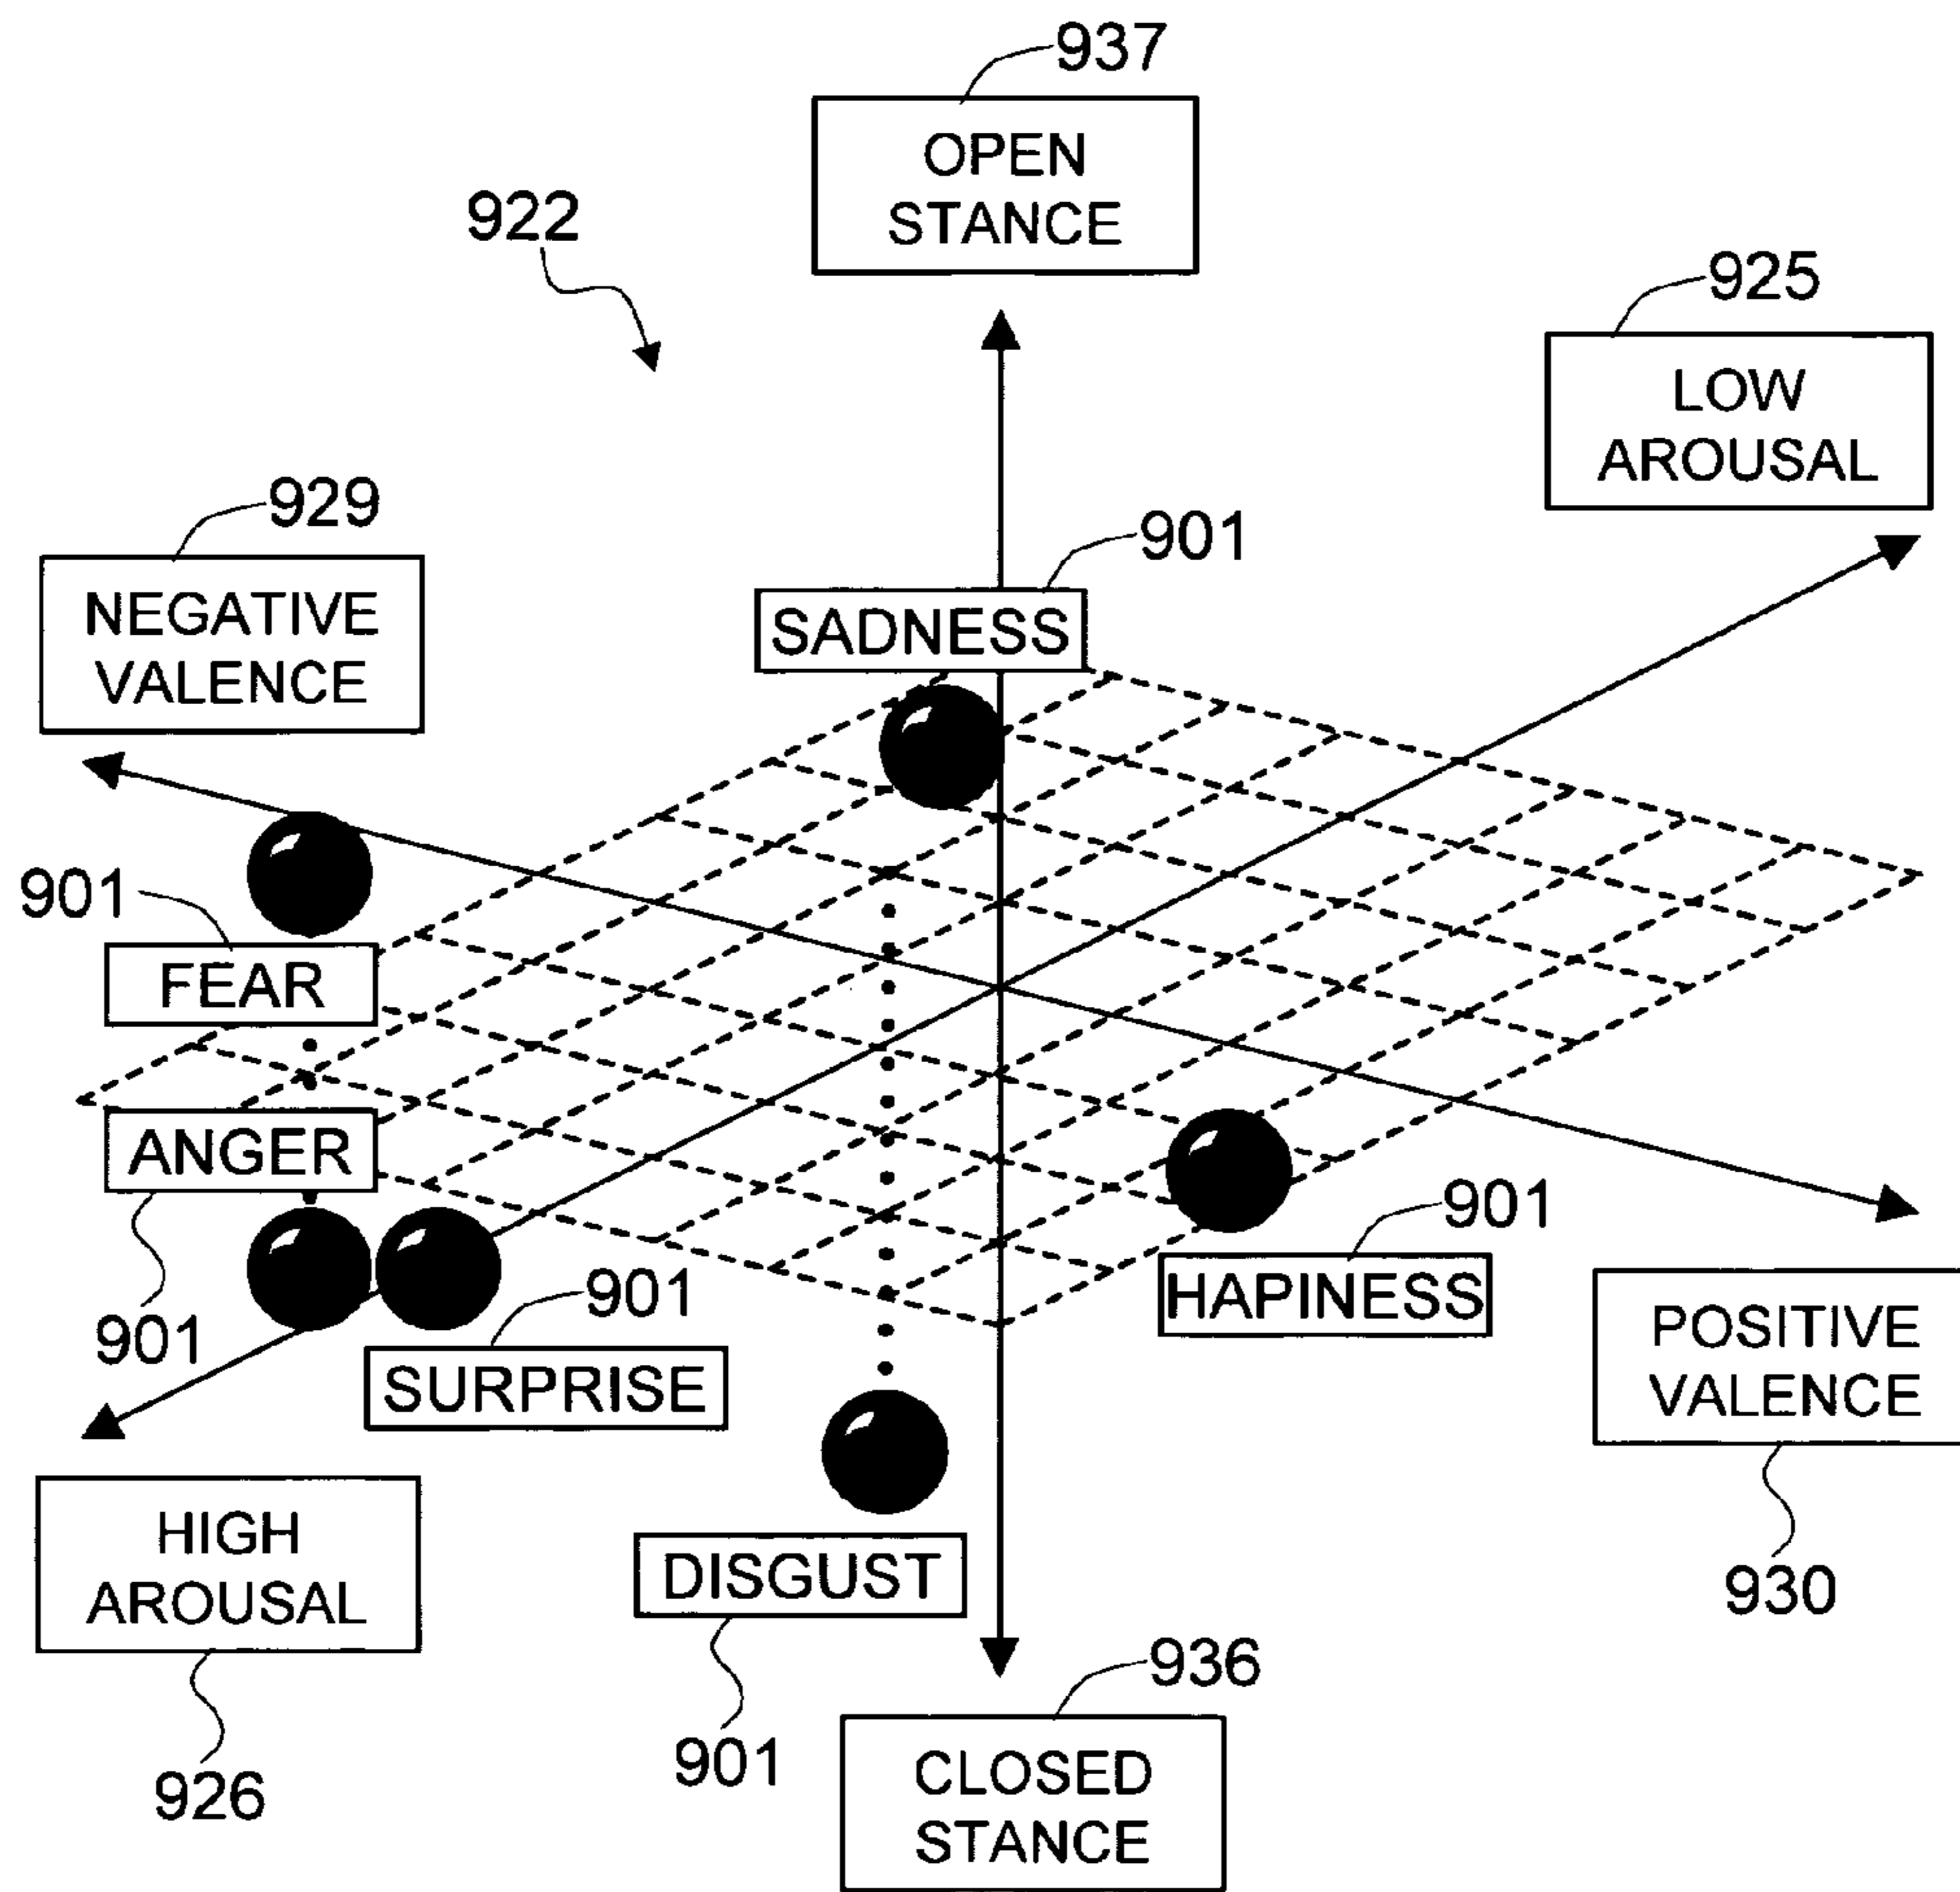 937
OPEN
STANCE
922
925
LOW
AROUSAL
929
NEGATIVE
VALENCE
901
SADNESS
901
FEAR
ANGER
901
901
HAPINESS
901
SURPRISE
POSITIVE
VALENCE
930
HIGH
AROUSAL
926
DISGUST
901
936
CLOSED
STANCE